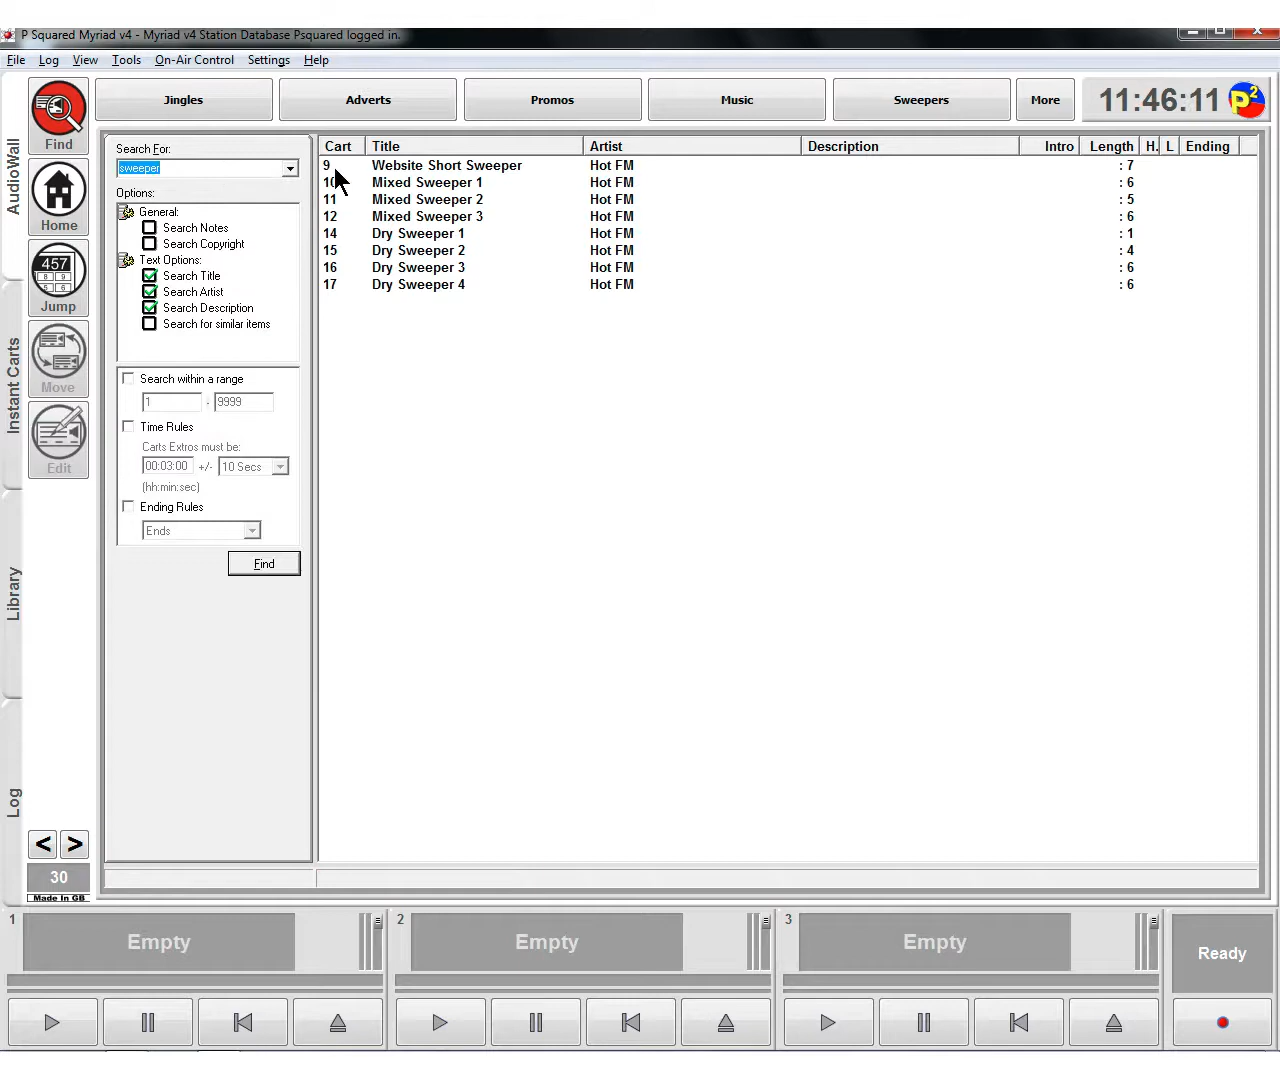 P Squared Myriad v4 - Myriad v4 Station Database Psquared logged in.
File Log View Tools On-Air Control Settings Help
Find
Home
457
8 9
5 6
Jump
Move
Edit
AudioWall
Instant Carts
Library
Log
Jingles Adverts Promos Music Sweepers More 11:46:11 P2
Search For:
sweeper
Options:
General:
Search Notes
Search Copyright
Text Options:
Search Title
Search Artist
Search Description
Search for similar items
Search within a range
1 - 9999
Time Rules
Carts Extros must be:
00:03:00 +/- 10 Secs
(hh:min:sec)
Ending Rules
Ends
Find
Cart Title Artist Description Intro Length H. L Ending
9 Website Short Sweeper Hot FM : 7
10 Mixed Sweeper 1 Hot FM : 6
11 Mixed Sweeper 2 Hot FM : 5
12 Mixed Sweeper 3 Hot FM : 6
14 Dry Sweeper 1 Hot FM : 1
15 Dry Sweeper 2 Hot FM : 4
16 Dry Sweeper 3 Hot FM : 6
17 Dry Sweeper 4 Hot FM : 6
< >
30
Made In GB
1 Empty
2 Empty
3 Empty
Ready